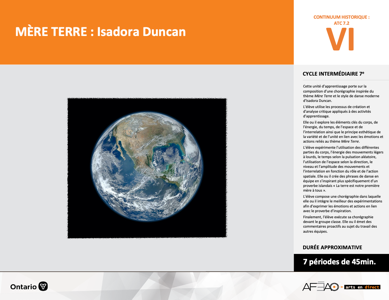 MÈRE TERRE : Isadora Duncan
CONTINUUM HISTORIQUE :
ATC 7.3
VI
CYCLE INTERMÉDIAIRE 7e
Cette unité d'apprentissage porte sur la
composition d'une chorégraphie inspirée du
thème Mère Terre et le style de danse moderne
d'Isadora Duncan.
L'élève utilise les processus de création et
d'analyse critique appliqués à des activités
d'apprentissage.
Elle ou il explore les éléments clés du corps, de
l'énergie, du temps, de l'espace et de
l'interrelation ainsi que le principe esthétique de
la variété et de l'unité en lien avec les émotions et
actions reliés au thème Mère Terre.
L'élève expérimente l'utilisation des différentes
parties du corps, l'énergie des mouvements légers
à lourds, le temps selon la pulsation allátoire,
l'utilisation de l'espace selon la direction, le
niveau et l'amplitude des mouvements et
l'interrelation en fonction du rôle et de l'action
spatiale. Elle ou il crée des phrases de danse en
équipe en s'inspirant plus spécifiquement d'un
proverbe islandais « La terre est notre première
mère à tous ».
L'élève compose une chorégraphie dans laquelle
elle ou il intègre le meilleur des expérimentations
afin d'exprimer les émotions et actions en lien
avec le proverbe d'inspiration.
Finalement, l'élève exécute sa chorégraphie
devant le groupe classe. Elle ou il émet des
commentaires proactifs au sujet du travail des
autres équipes.
DURÉE APPROXIMATIVE
7 périodes de 45min.
Ontario
AFÉAO
arts en direct